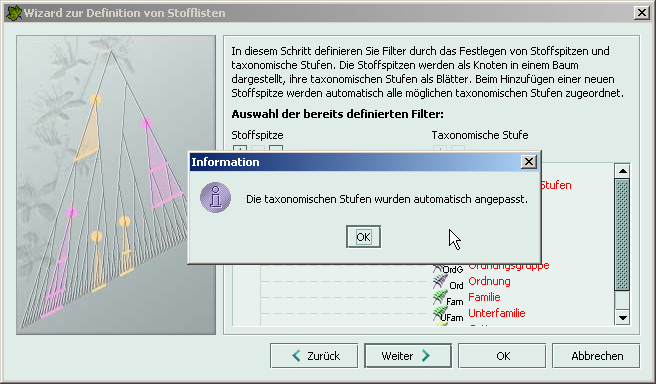 Wizard zur Definition von Stofflisten
In diesem Schritt definieren Sie Filter durch das Festlegen von Stoffspitzen und
taxonomische Stufen. Die Stoffspitzen werden als Knoten in einem Baum
dargestellt, ihre taxonomischen Stufen als Blätter. Beim Hinzufügen einer neuen
Stoffspitze werden automatisch alle möglichen taxonomischen Stufen zugeordnet.
Auswahl der bereits definierten Filter:
Stoffspitze
Taxonomische Stufe
Information
Die taxonomischen Stufen wurden automatisch angepasst.
OK
Stufen
OrdG Ordnungsgruppe
Ord Ordnung
Fam Familie
UFam Unterfamilie
Zurück
Weiter
OK
Abbrechen